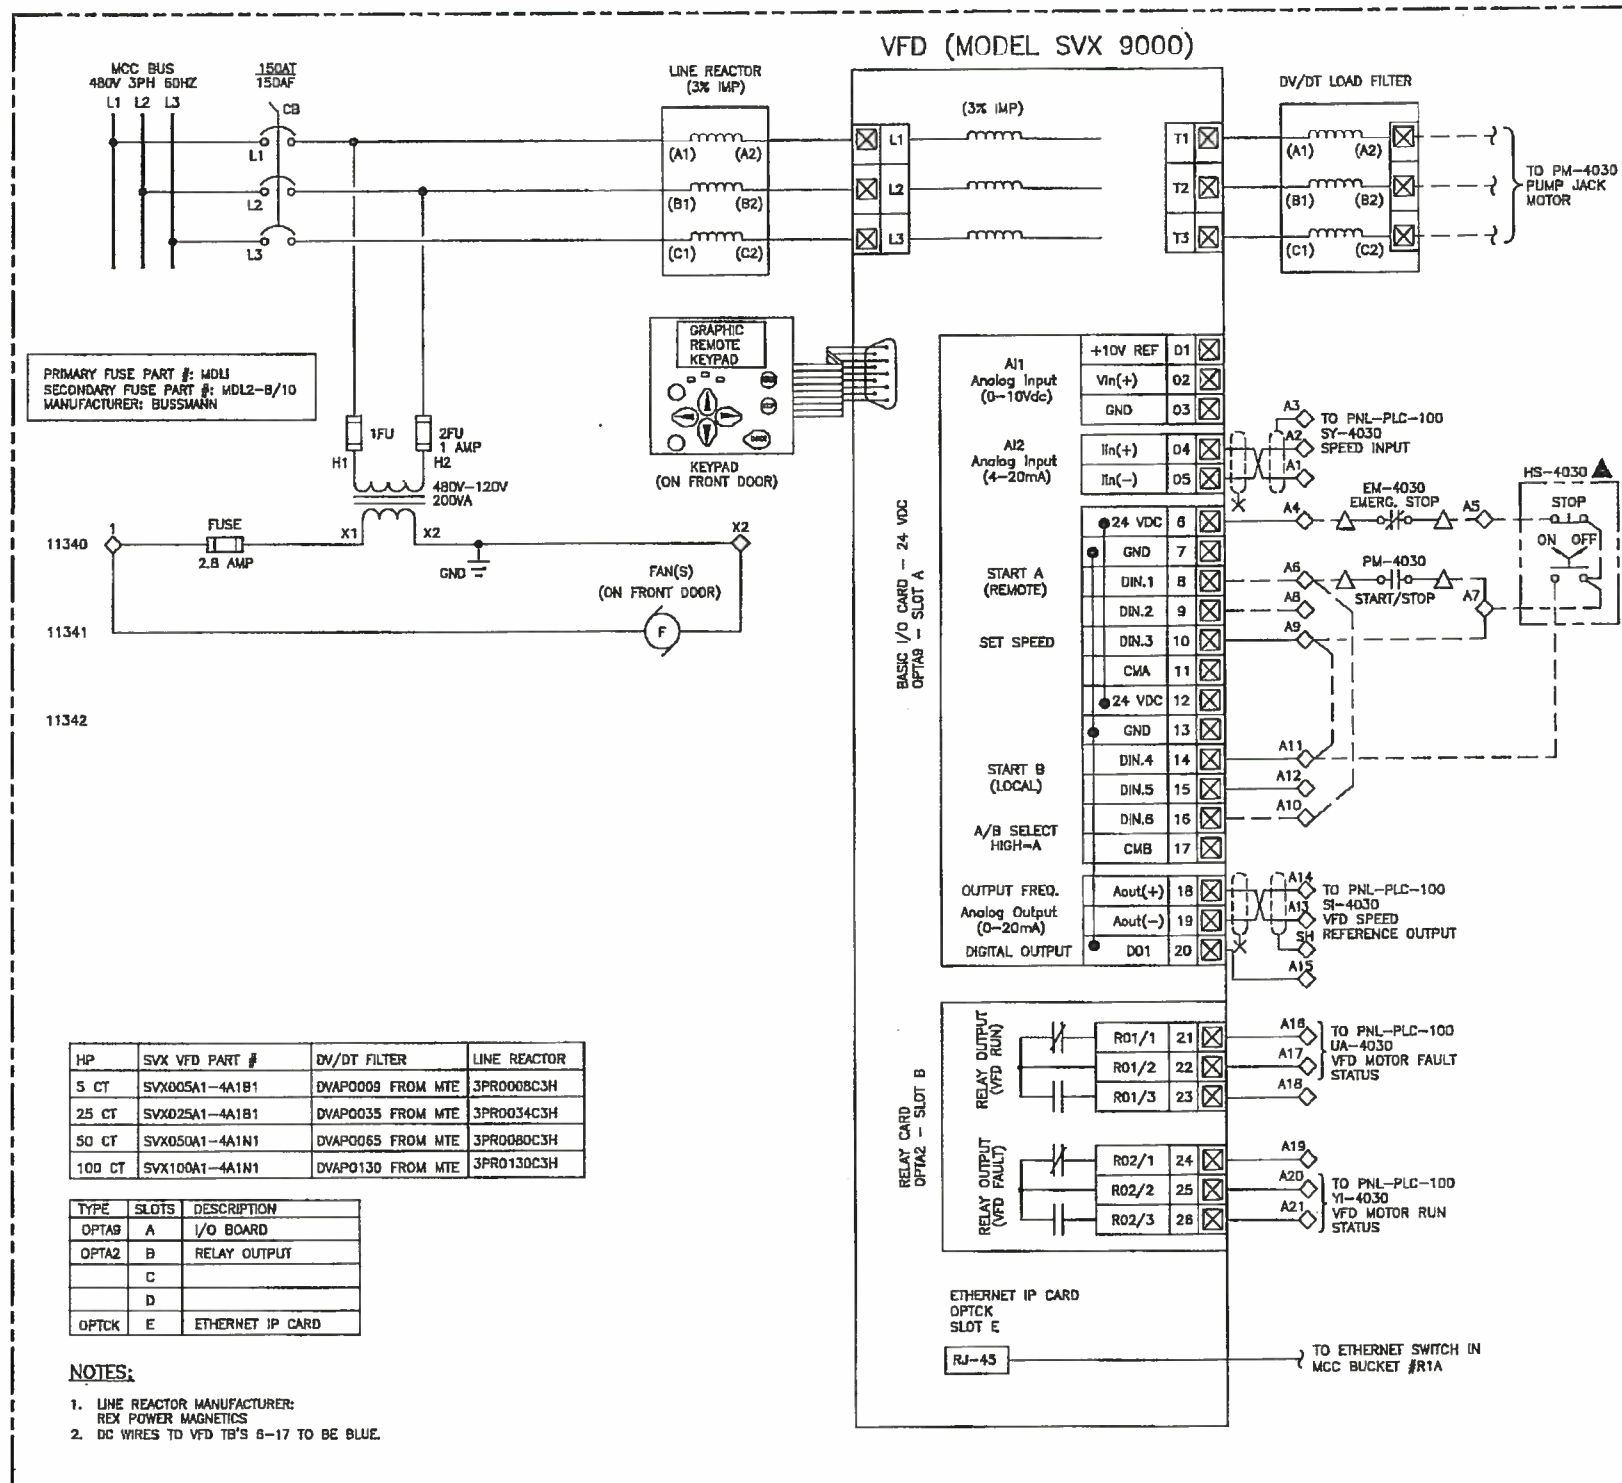 VFD (MODEL SVX 9000)
MCC BUS
480V 3PH 60HZ
L1 L2 L3
150AT
150AF
CB
L1
L2
L3
LINE REACTOR
(3% IMP)
(A1) (A2)
(B1) (B2)
(C1) (C2)
L1
L2
L3
(3% IMP)
T1
T2
T3
DV/DT LOAD FILTER
(A1) (A2)
(B1) (B2)
(C1) (C2)
TO PM-4030
PUMP JACK
MOTOR
PRIMARY FUSE PART #: MDL1
SECONDARY FUSE PART #: MDL2-8/10
MANUFACTURER: BUSSMANN
1FU
2FU
1 AMP
H1
H2
480V-120V
200VA
X1
X2
GRAPHIC
REMOTE
KEYPAD
KEYPAD
(ON FRONT DOOR)
11340
1
FUSE
2.8 AMP
GND
X2
FAN(S)
(ON FRONT DOOR)
F
11341
11342
BASIC I/O CARD - 24 VDC
OPTA9 - SLOT A
AI1
Analog Input
(0-10Vdc)
+10V REF 01
Vin(+) 02
GND 03
AI2
Analog Input
(4-20mA)
Iin(+) 04
Iin(-) 05
A3
A2
A1
TO PNL-PLC-100
SY-4030
SPEED INPUT
START A
(REMOTE)
SET SPEED
START B
(LOCAL)
A/B SELECT
HIGH=A
24 VDC 6
GND 7
DIN.1 8
DIN.2 9
DIN.3 10
CMA 11
24 VDC 12
GND 13
DIN.4 14
DIN.5 15
DIN.6 16
CMB 17
A4
EM-4030
EMERG. STOP
A5
HS-4030
STOP
ON OFF
A6
PM-4030
START/STOP
A7
A8
A9
A11
A12
A10
OUTPUT FREQ.
Analog Output
(0-20mA)
DIGITAL OUTPUT
Aout(+) 18
Aout(-) 19
DO1 20
A14
A13
SH
A15
TO PNL-PLC-100
SI-4030
VFD SPEED
REFERENCE OUTPUT
RELAY CARD
OPTA2 - SLOT B
RELAY OUTPUT
(VFD RUN)
R01/1 21
R01/2 22
R01/3 23
A16
A17
A18
TO PNL-PLC-100
UA-4030
VFD MOTOR FAULT
STATUS
RELAY OUTPUT
(VFD FAULT)
R02/1 24
R02/2 25
R02/3 26
A19
A20
A21
TO PNL-PLC-100
YI-4030
VFD MOTOR RUN
STATUS
ETHERNET IP CARD
OPTCK
SLOT E
RJ-45
TO ETHERNET SWITCH IN
MCC BUCKET #R1A
HP SVX VFD PART # DV/DT FILTER LINE REACTOR
5 CT SVX005A1-4A1B1 DVAP0009 FROM MTE 3PR0008C3H
25 CT SVX025A1-4A1B1 DVAP0035 FROM MTE 3PR0034C3H
50 CT SVX050A1-4A1N1 DVAP0065 FROM MTE 3PR0080C3H
100 CT SVX100A1-4A1N1 DVAP0130 FROM MTE 3PR0130C3H
TYPE SLOTS DESCRIPTION
OPTA9 A I/O BOARD
OPTA2 B RELAY OUTPUT
C
D
OPTCK E ETHERNET IP CARD
NOTES:
1. LINE REACTOR MANUFACTURER:
REX POWER MAGNETICS
2. DC WIRES TO VFD TB'S 6-17 TO BE BLUE.